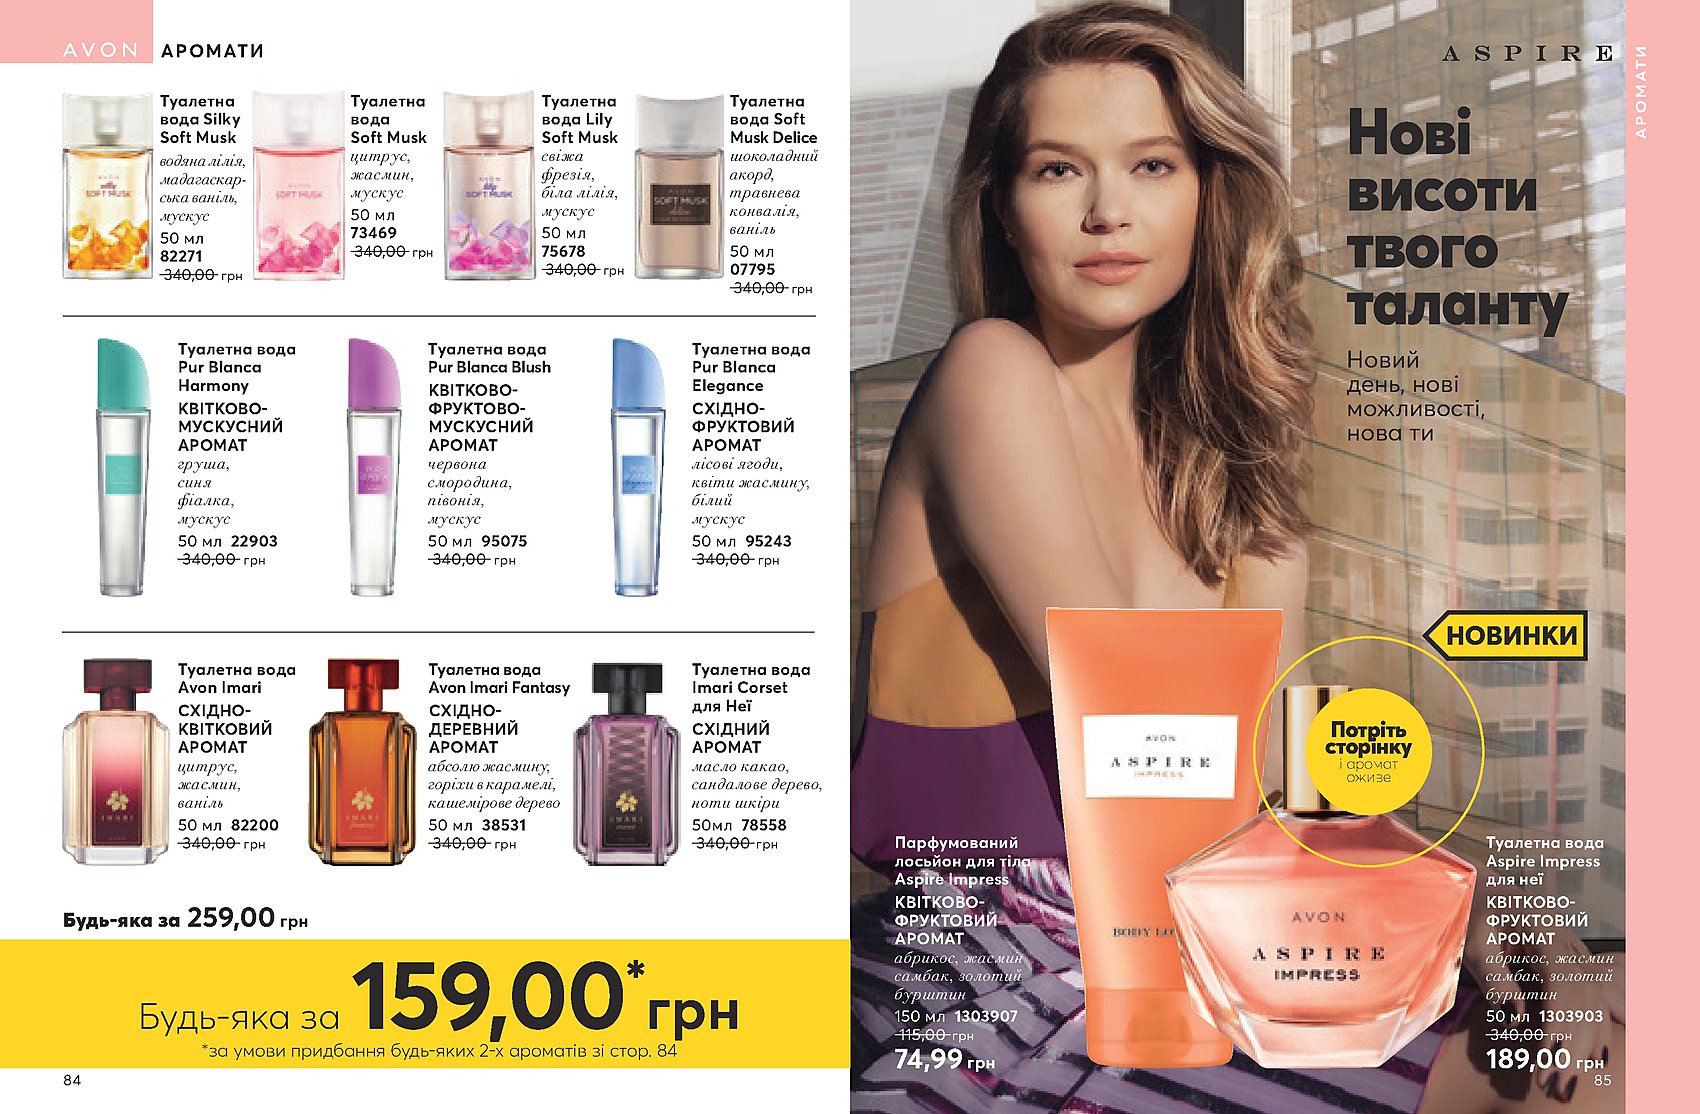 AVON АРОМАТИ
Туалетна
вода Silky
Soft Musk
водяна лілія,
мадагаскар-
ська ваніль,
мускус
50 мл
82271
340,00 грн
Туалетна
вода
Soft Musk
цитрус,
жасмин,
мускус
50 мл
73469
340,00 грн
Туалетна
вода Lily
Soft Musk
свіжа
фрезія,
біла лілія,
мускус
50 мл
75678
340,00 грн
Туалетна
вода Soft
Musk Delice
шоколадний
акорд,
травнева
конвалія,
ваніль
50 мл
07795
340,00 грн
Туалетна вода
Pur Blanca
Harmony
КВІТКОВО-
МУСКУСНИЙ
АРОМАТ
груша,
синя
фіалка,
мускус
50 мл 22903
340,00 грн
Туалетна вода
Pur Blanca Blush
КВІТКОВО-
ФРУКТОВО-
МУСКУСНИЙ
АРОМАТ
червона
смородина,
півонія,
мускус
50 мл 95075
340,00 грн
Туалетна вода
Pur Blanca
Elegance
СХІДНО-
ФРУКТОВИЙ
АРОМАТ
лісові ягоди,
квіти жасмину,
білий
мускус
50 мл 95243
340,00 грн
Туалетна вода
Avon Imari
СХІДНО-
КВІТКОВИЙ
АРОМАТ
цитрус,
жасмин,
ваніль
50 мл 82200
340,00 грн
Туалетна вода
Avon Imari Fantasy
СХІДНО-
ДЕРЕВНИЙ
АРОМАТ
абсолю жасмину,
горіхи в карамелі,
кашемірове дерево
50 мл 38531
340,00 грн
Туалетна вода
Imari Corset
для Неї
СХІДНИЙ
АРОМАТ
масло какао,
сандалове дерево,
ноти шкіри
50мл 78558
340,00 грн
Будь-яка за 259,00 грн
Будь-яка за 159,00* грн
*за умови придбання будь-яких 2-х ароматів зі стор. 84
84
ASPIRE
АРОМАТИ
Нові
висоти
твого
таланту
Новий
день, нові
можливості,
нова ти
НОВИНКИ
Потріть
сторінку
і аромат
оживе
AVON
ASPIRE
IMPRESS
BODY LO
AVON
ASPIRE
IMPRESS
Парфумований
лосьйон для тіла
Aspire Impress
КВІТКОВО-
ФРУКТОВИЙ
АРОМАТ
абрикос, жасмин
самбак, золотий
бурштин
150 мл 1303907
115,00 грн
74,99 грн
Туалетна вода
Aspire Impress
для неї
КВІТКОВО-
ФРУКТОВИЙ
АРОМАТ
абрикос, жасмин
самбак, золотий
бурштин
50 мл 1303903
340,00 грн
189,00 грн
85